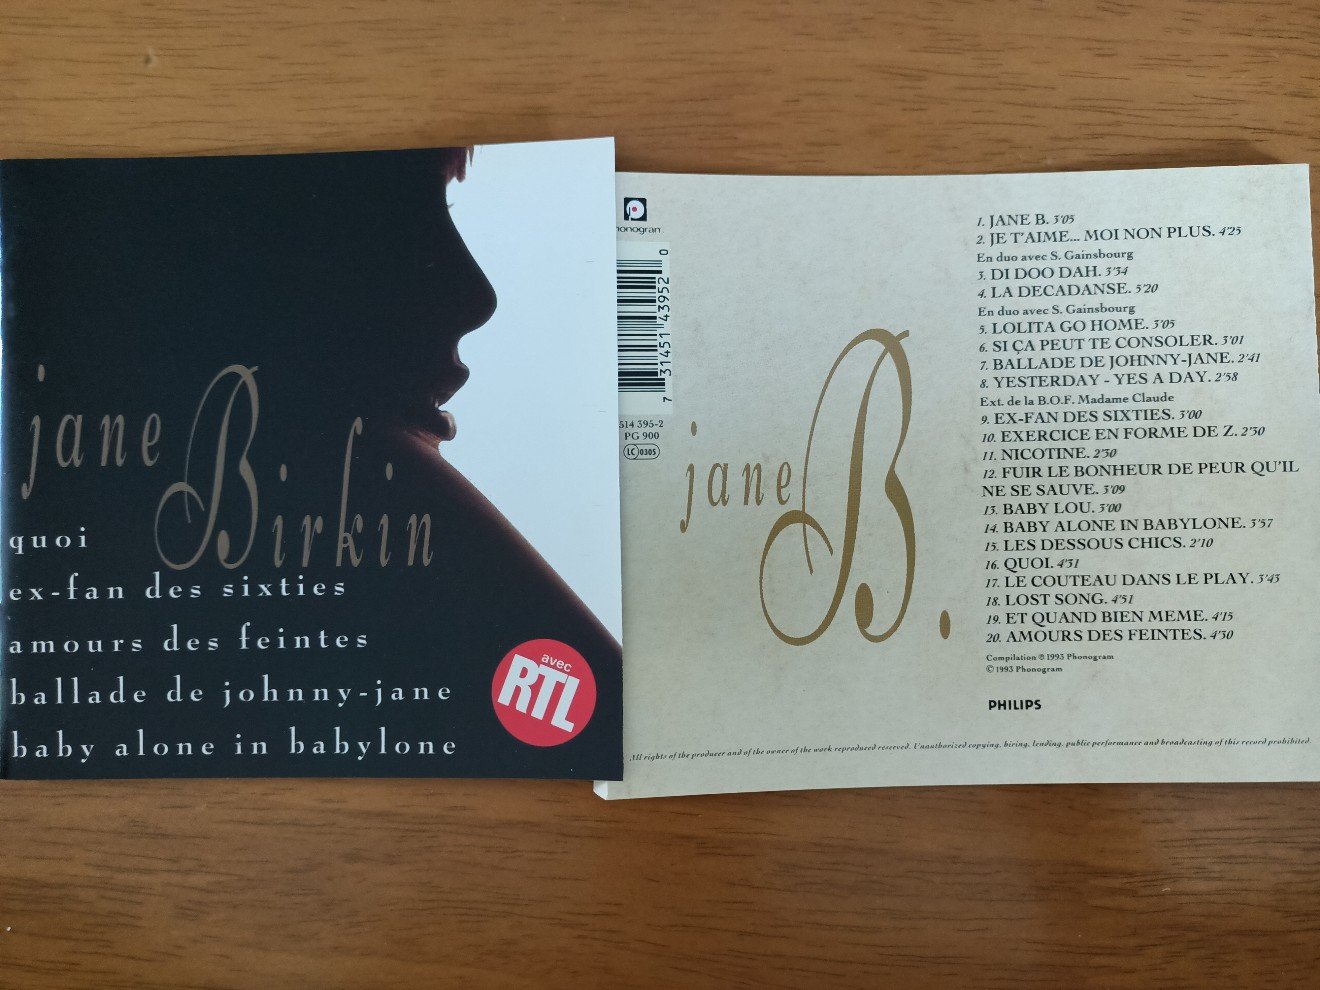 jane Birkin
quoi
ex-fan des sixties
amours des feintes
ballade de johnny-jane
baby alone in babylone
avec
RTL
honogran
7 31451 43952 0
514 395-2
PG 900
LC 0305
jane B.
1. JANE B. 3'05
2. JE T'AIME... MOI NON PLUS. 4'25
En duo avec S. Gainsbourg
3. DI DOO DAH. 3'34
4. LA DECADANSE. 5'20
En duo avec S. Gainsbourg
5. LOLITA GO HOME. 3'05
6. SI ÇA PEUT TE CONSOLER. 3'01
7. BALLADE DE JOHNNY-JANE. 2'41
8. YESTERDAY - YES A DAY. 2'58
Ext. de la B.O.F. Madame Claude
9. EX-FAN DES SIXTIES. 3'00
10. EXERCICE EN FORME DE Z. 2'30
11. NICOTINE. 2'30
12. FUIR LE BONHEUR DE PEUR QU'IL
NE SE SAUVE. 3'09
13. BABY LOU. 3'00
14. BABY ALONE IN BABYLONE. 3'57
15. LES DESSOUS CHICS. 2'10
16. QUOI. 4'31
17. LE COUTEAU DANS LE PLAY. 3'43
18. LOST SONG. 4'51
19. ET QUAND BIEN MEME. 4'15
20. AMOURS DES FEINTES. 4'30
Compilation ℗ 1993 Phonogram
© 1993 Phonogram
PHILIPS
All rights of the producer and of the owner of the work reproduced reserved. Unauthorized copying, hiring, lending, public performance and broadcasting of this record prohibited.